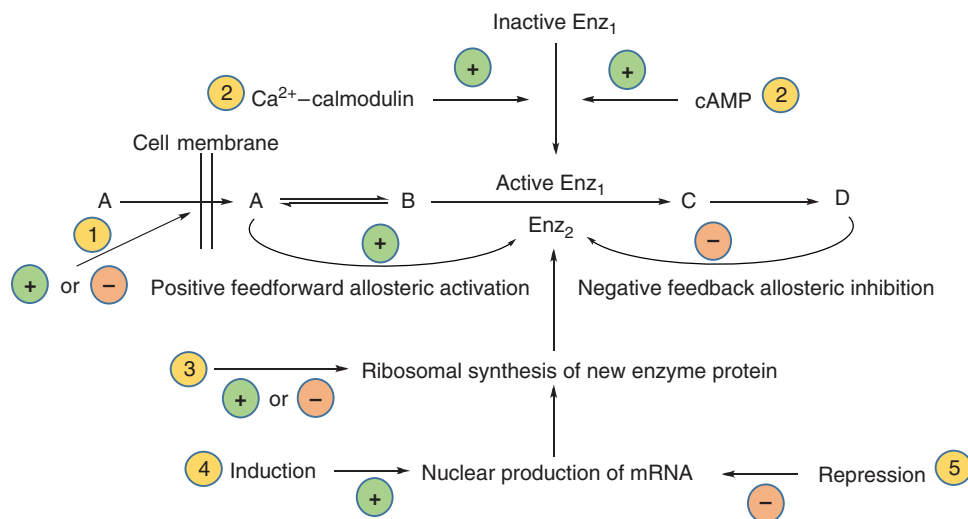 Inactive Enz1
+
+
2 Ca2+–calmodulin
cAMP 2
Cell membrane
Active Enz1
A
A
B
C
D
Enz2
1
+
–
+ or –
Positive feedforward allosteric activation
Negative feedback allosteric inhibition
3
Ribosomal synthesis of new enzyme protein
+ or –
4 Induction
Nuclear production of mRNA
Repression 5
+
–